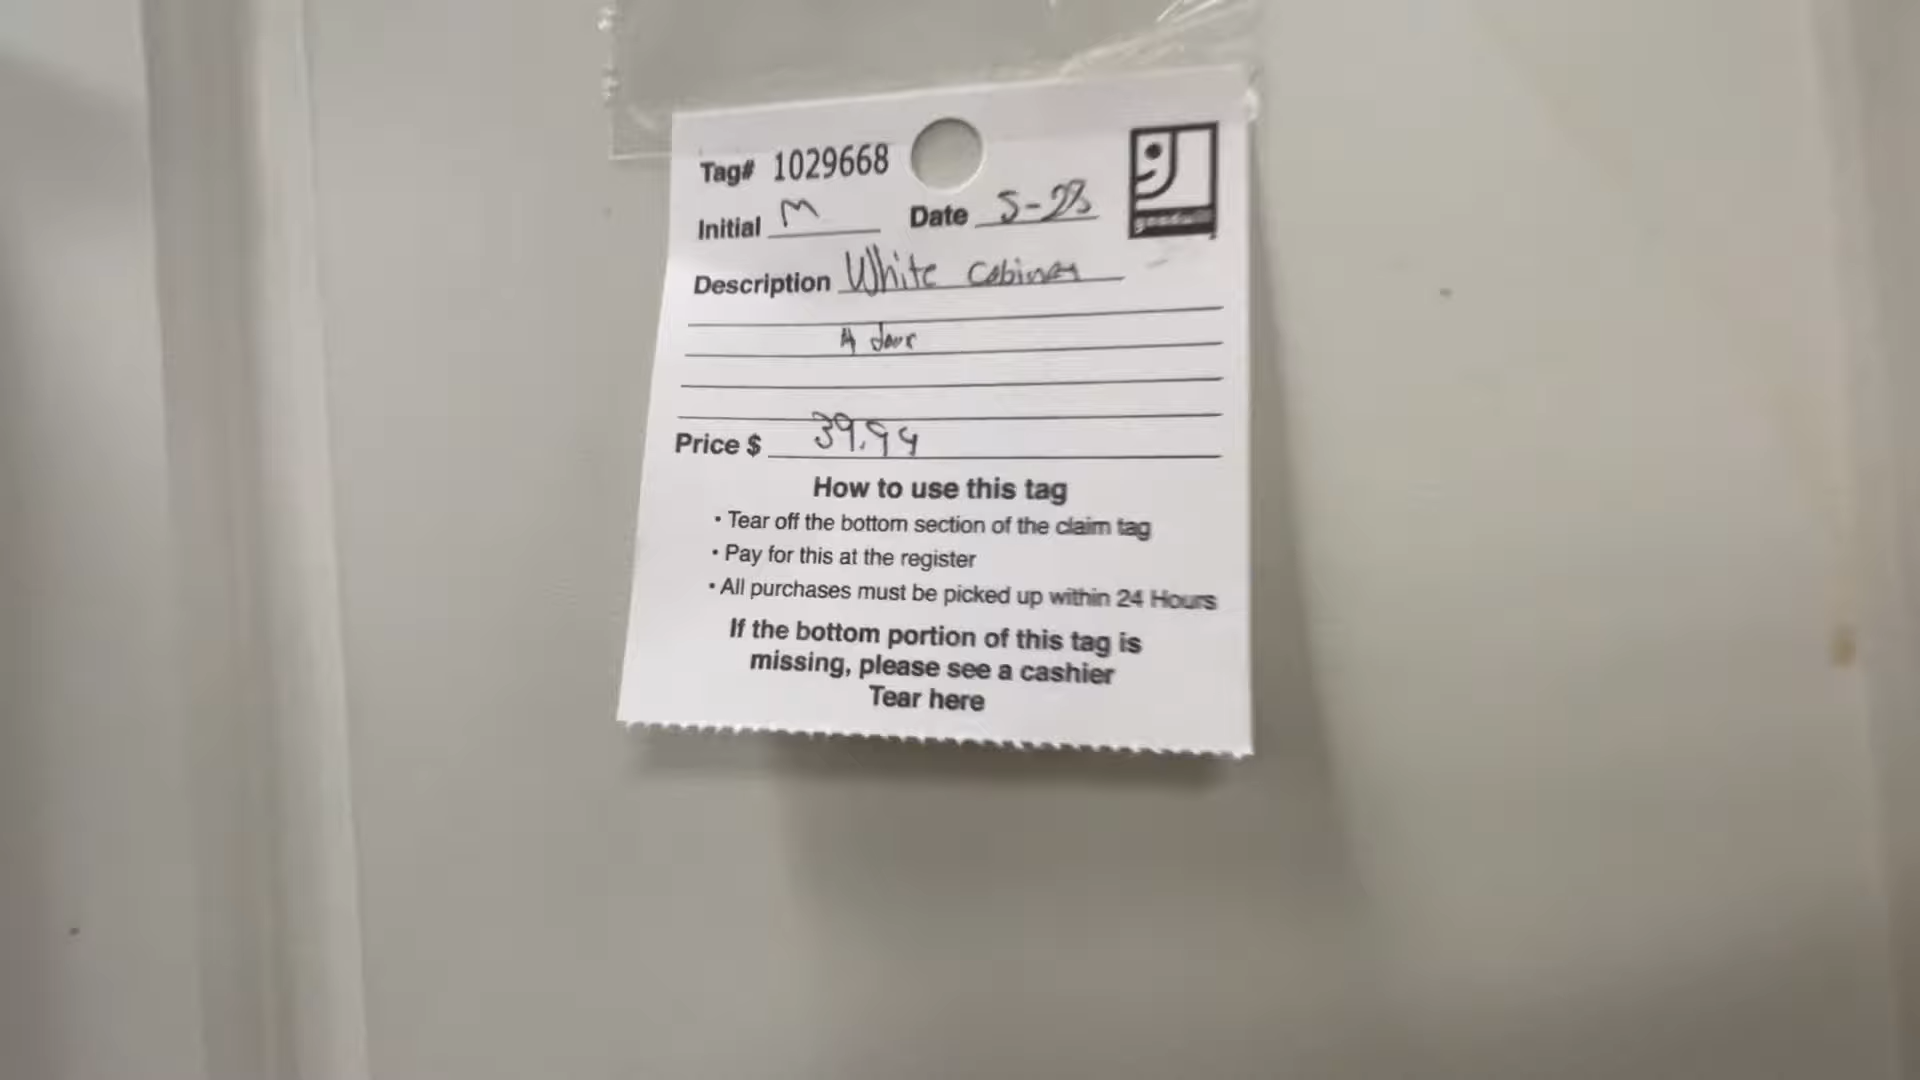 Tag# 1029668
Initial M Date 5-23
goodwill
Description White Cabinet
4 door
Price $ 39.99
How to use this tag
• Tear off the bottom section of the claim tag
• Pay for this at the register
• All purchases must be picked up within 24 Hours
If the bottom portion of this tag is
missing, please see a cashier
Tear here